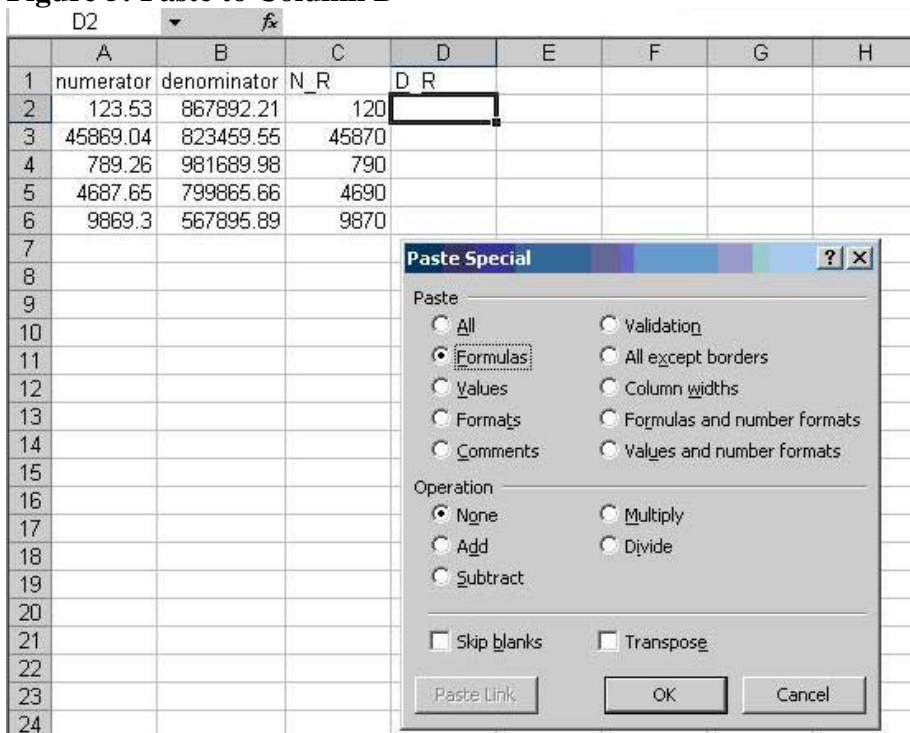 D2 fx
A B C D E F G H
1 numerator denominator N_R D_R
2 123.53 867892.21 120
3 45869.04 823459.55 45870
4 789.26 981689.98 790
5 4687.65 799865.66 4690
6 9869.3 567895.89 9870
7
8
9
10
11
12
13
14
15
16
17
18
19
20
21
22
23
24
Paste Special ? X
Paste
All Validation
Formulas All except borders
Values Column widths
Formats Formulas and number formats
Comments Values and number formats
Operation
None Multiply
Add Divide
Subtract
Skip blanks Transpose
Paste Link OK Cancel